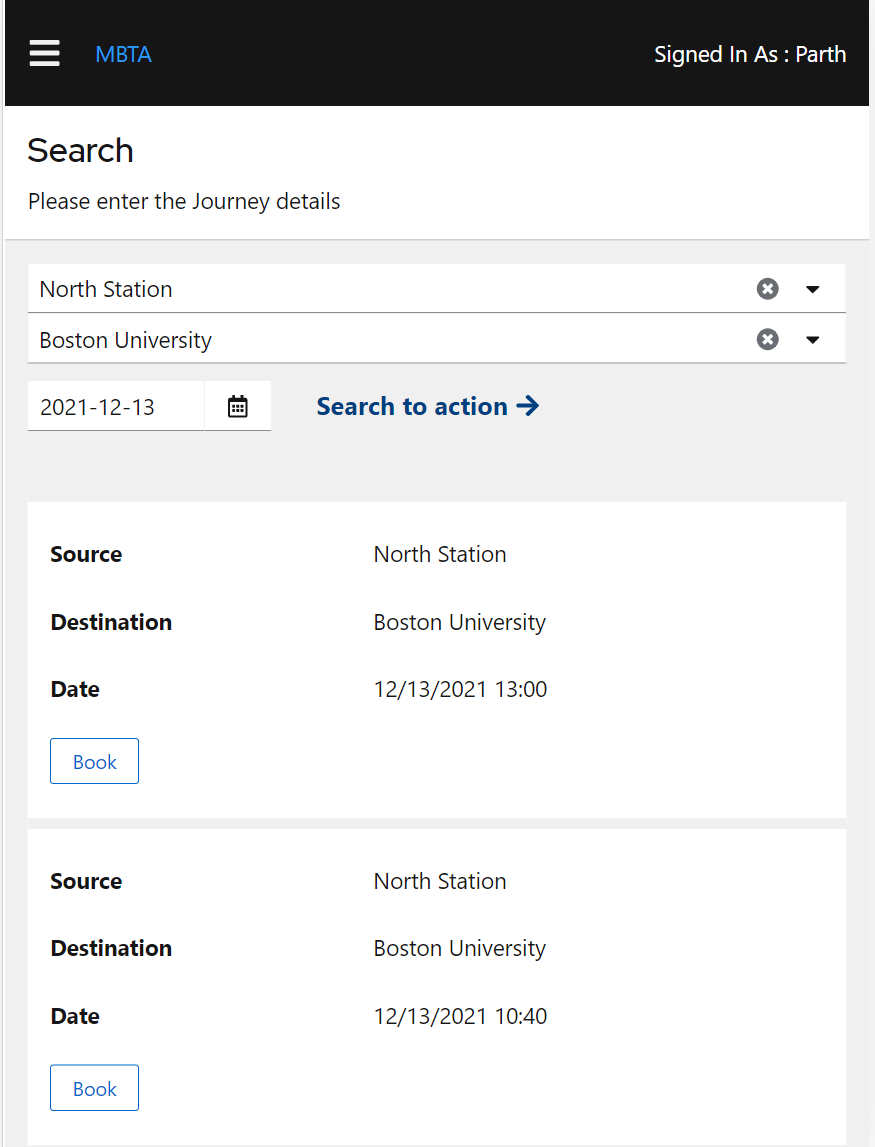 MBTA Signed In As : Parth
Search
Please enter the Journey details
North Station
Boston University
2021-12-13 Search to action
Source North Station
Destination Boston University
Date 12/13/2021 13:00
Book
Source North Station
Destination Boston University
Date 12/13/2021 10:40
Book